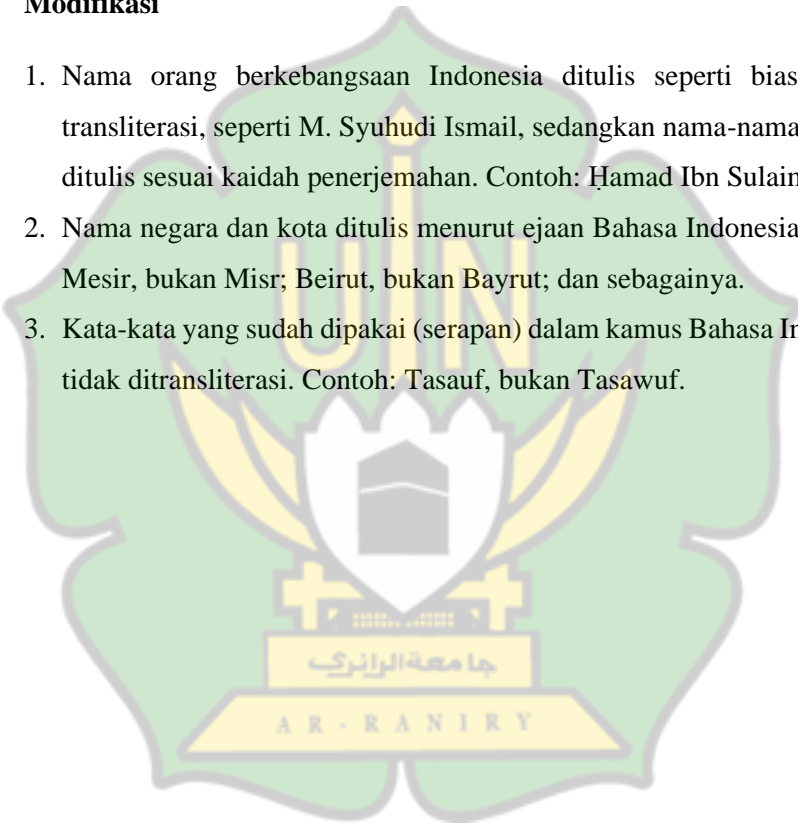 Modifikasi
1. Nama orang berkebangsaan Indonesia ditulis seperti bias
transliterasi, seperti M. Syuhudi Ismail, sedangkan nama-nama
ditulis sesuai kaidah penerjemahan. Contoh: Ḥamad Ibn Sulaim
2. Nama negara dan kota ditulis menurut ejaan Bahasa Indonesia
Mesir, bukan Misr; Beirut, bukan Bayrut; dan sebagainya.
3. Kata-kata yang sudah dipakai (serapan) dalam kamus Bahasa In
tidak ditransliterasi. Contoh: Tasauf, bukan Tasawuf.
UIN
جامعة الرانري
AR-RANIRY